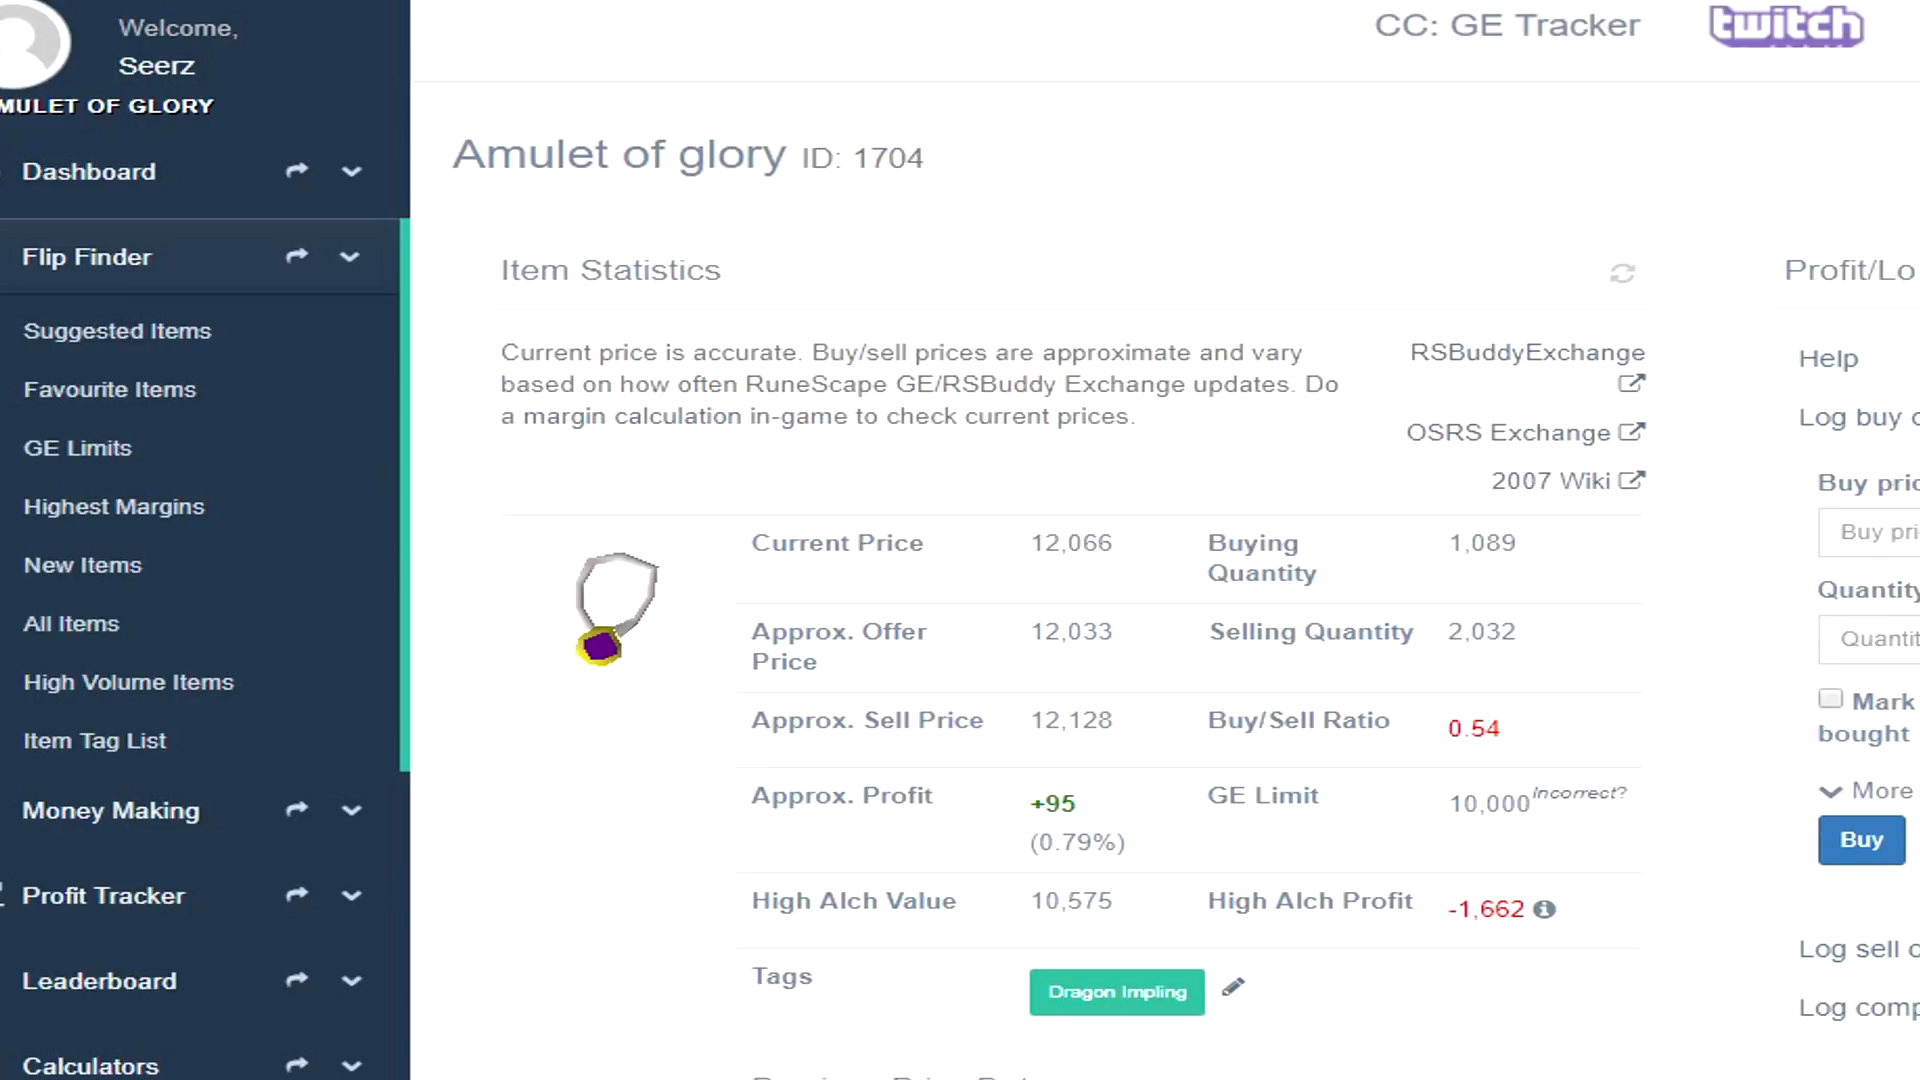 Welcome,
Seerz
MULET OF GLORY
Dashboard
Flip Finder
Suggested Items
Favourite Items
GE Limits
Highest Margins
New Items
All Items
High Volume Items
Item Tag List
Money Making
Profit Tracker
Leaderboard
Calculators
CC: GE Tracker
twitch
Amulet of glory ID: 1704
Item Statistics
Current price is accurate. Buy/sell prices are approximate and vary
based on how often RuneScape GE/RSBuddy Exchange updates. Do
a margin calculation in-game to check current prices.
RSBuddyExchange
OSRS Exchange
2007 Wiki
Current Price 12,066 Buying
Quantity 1,089
Approx. Offer
Price 12,033 Selling Quantity 2,032
Approx. Sell Price 12,128 Buy/Sell Ratio 0.54
Approx. Profit +95
(0.79%) GE Limit 10,000 Incorrect?
High Alch Value 10,575 High Alch Profit -1,662
Tags Dragon Impling
Profit/Lo
Help
Log buy o
Buy pric
Buy pri
Quantity
Quantit
Mark
bought
More
Buy
Log sell o
Log comp